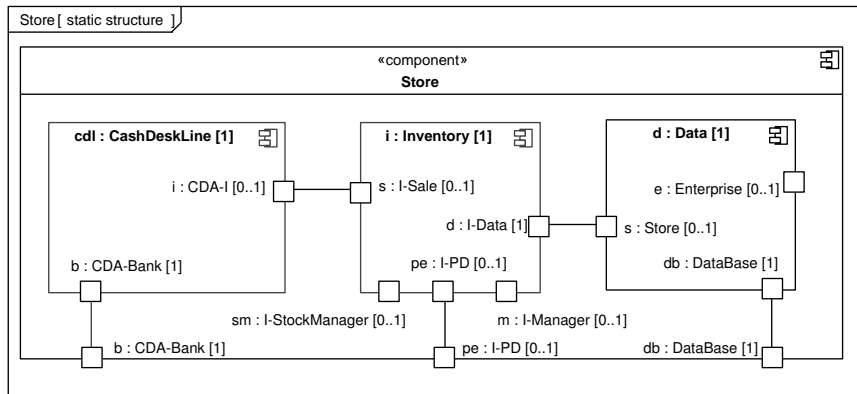 Store[ static structure ]
«component»
Store
cdl : CashDeskLine [1]
i : Inventory [1]
d : Data [1]
i : CDA-I [0..1]
s : I-Sale [0..1]
e : Enterprise [0..1]
d : I-Data [1]
s : Store [0..1]
b : CDA-Bank [1]
pe : I-PD [0..1]
db : DataBase [1]
sm : I-StockManager [0..1]
m : I-Manager [0..1]
b : CDA-Bank [1]
pe : I-PD [0..1]
db : DataBase [1]